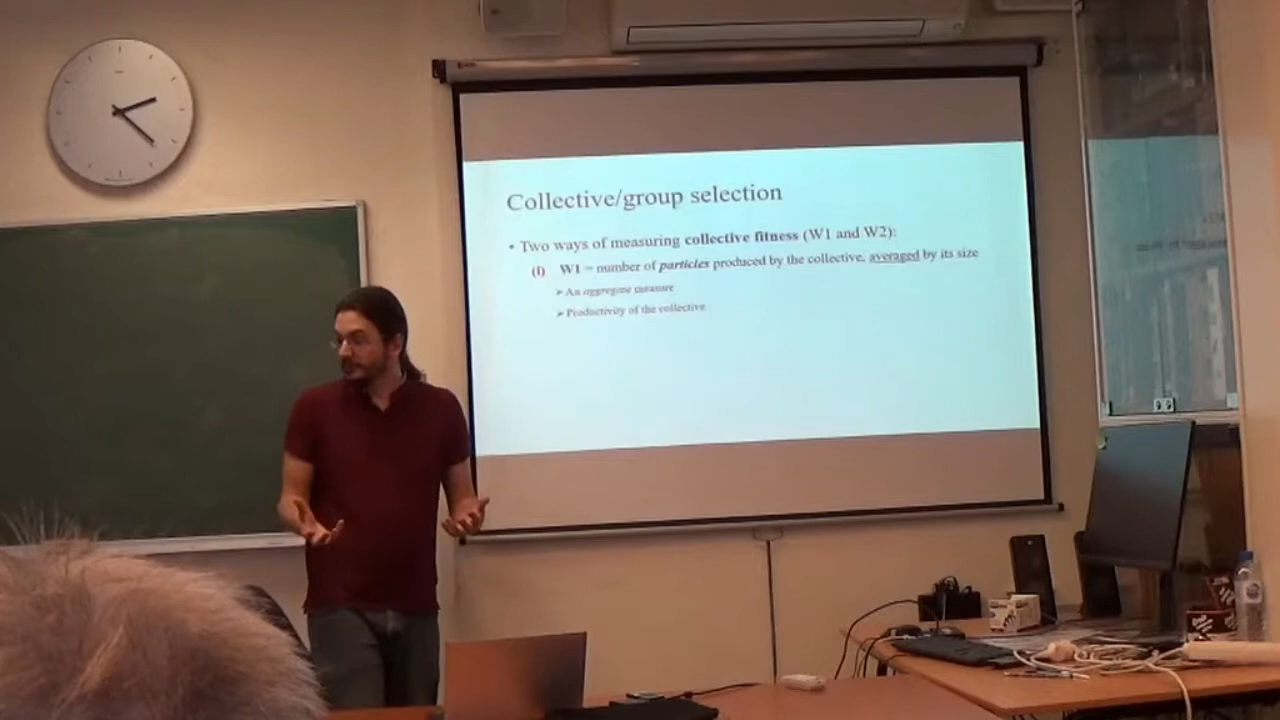 Collective/group selection
• Two ways of measuring collective fitness (W1 and W2):
(i) W1 = number of particles produced by the collective, averaged by its size
➢ An aggregate measure
➢ Productivity of the collective